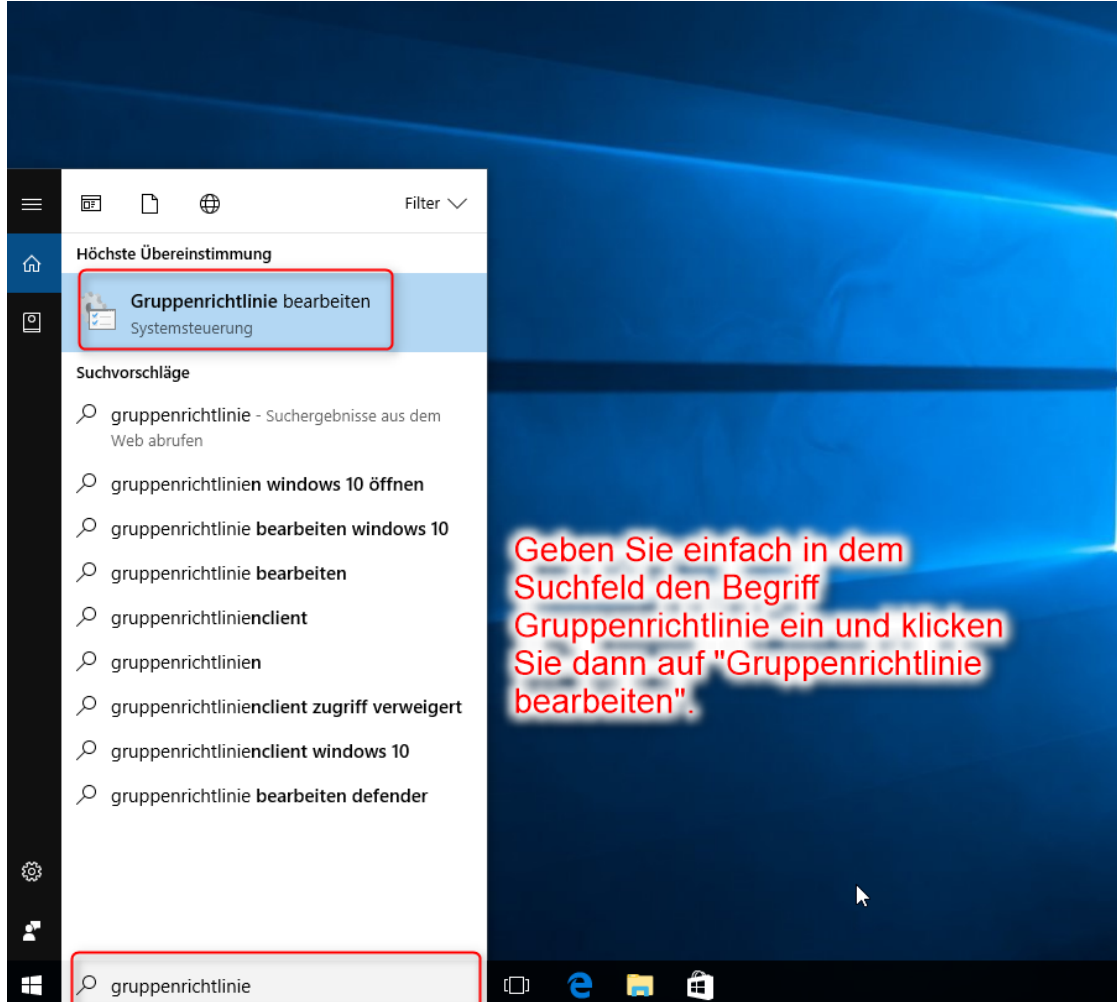 Filter
Höchste Übereinstimmung
Gruppenrichtlinie bearbeiten
Systemsteuerung
Suchvorschläge
gruppenrichtlinie - Suchergebnisse aus dem
Web abrufen
gruppenrichtlinien windows 10 öffnen
gruppenrichtlinie bearbeiten windows 10
gruppenrichtlinie bearbeiten
gruppenrichtlinienclient
gruppenrichtlinien
gruppenrichtlinienclient zugriff verweigert
gruppenrichtlinienclient windows 10
gruppenrichtlinie bearbeiten defender
Geben Sie einfach in dem
Suchfeld den Begriff
Gruppenrichtlinie ein und klicken
Sie dann auf "Gruppenrichtlinie
bearbeiten".
gruppenrichtlinie